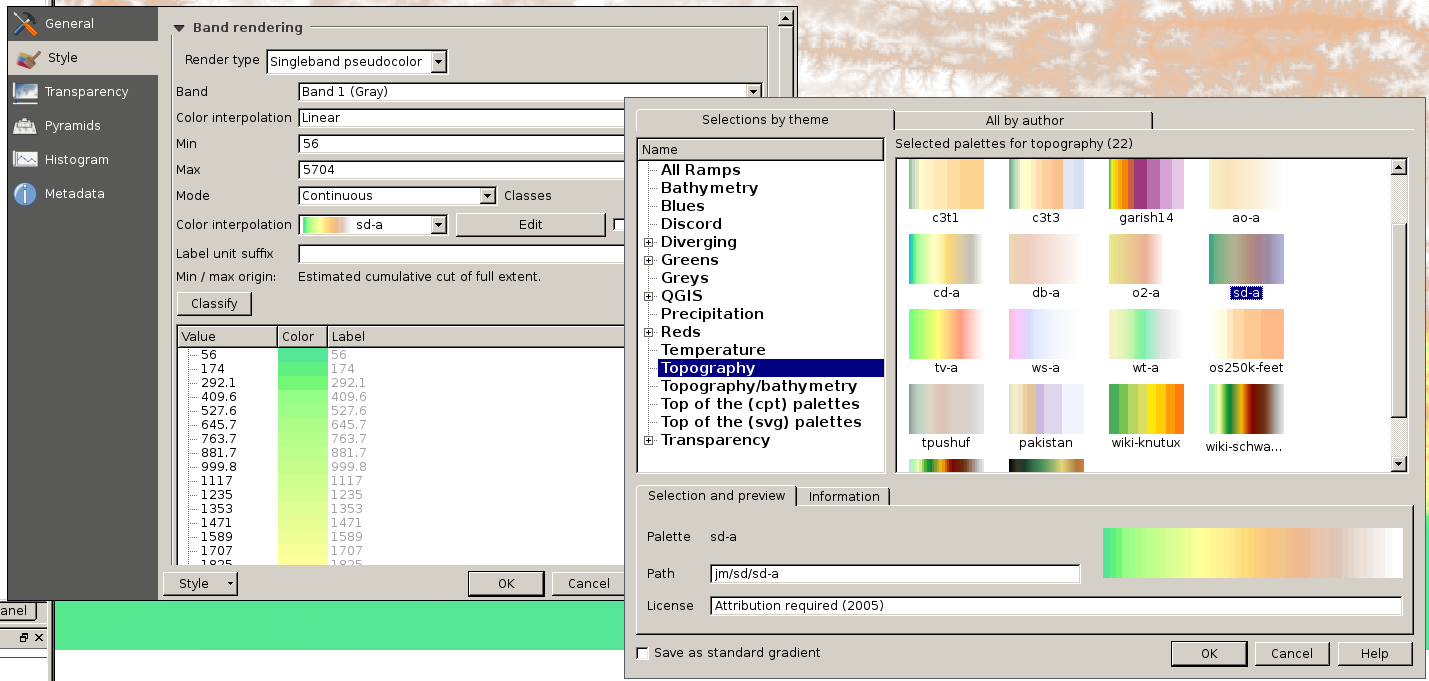 General
Style
Transparency
Pyramids
Histogram
Metadata
Band rendering
Render type Singleband pseudocolor
Band Band 1 (Gray)
Color interpolation Linear
Min 56
Max 5704
Mode Continuous Classes
Color interpolation sd-a Edit
Label unit suffix
Min / max origin: Estimated cumulative cut of full extent.
Classify
Value Color Label
56 56
174 174
292.1 292.1
409.6 409.6
527.6 527.6
645.7 645.7
763.7 763.7
881.7 881.7
999.8 999.8
1117 1117
1235 1235
1353 1353
1471 1471
1589 1589
1707 1707
1825 1825
Style OK Cancel
anel
Selections by theme All by author
Name
All Ramps
Bathymetry
Blues
Discord
Diverging
Greens
Greys
QGIS
Precipitation
Reds
Temperature
Topography
Topography/bathymetry
Top of the (cpt) palettes
Top of the (svg) palettes
Transparency
Selected palettes for topography (22)
c3t1 c3t3 garish14 ao-a
cd-a db-a o2-a sd-a
tv-a ws-a wt-a os250k-feet
tpushuf pakistan wiki-knutux wiki-schwa...
Selection and preview Information
Palette sd-a
Path jm/sd/sd-a
License Attribution required (2005)
Save as standard gradient
OK Cancel Help